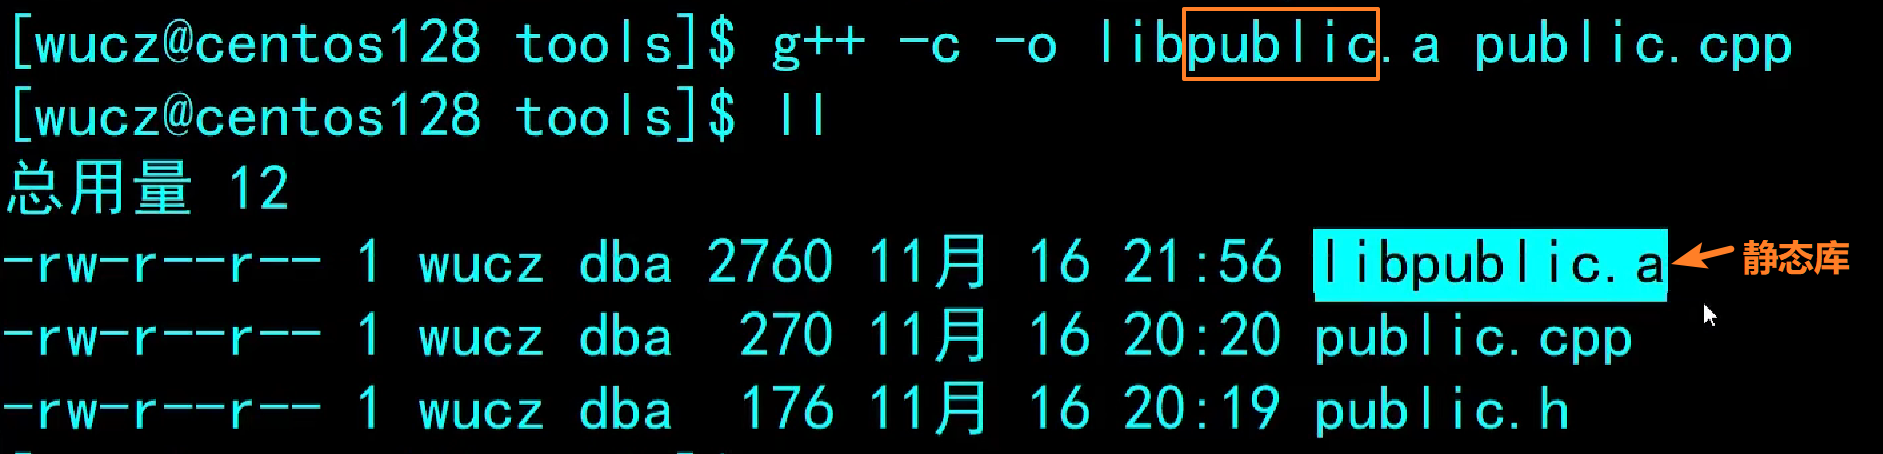 [wucz@centos128 tools]$ g++ -c -o libpublic.a public.cpp
[wucz@centos128 tools]$ ll
总用量 12
-rw-r--r-- 1 wucz dba 2760 11月 16 21:56 libpublic.a 静态库
-rw-r--r-- 1 wucz dba 270 11月 16 20:20 public.cpp
-rw-r--r-- 1 wucz dba 176 11月 16 20:19 public.h